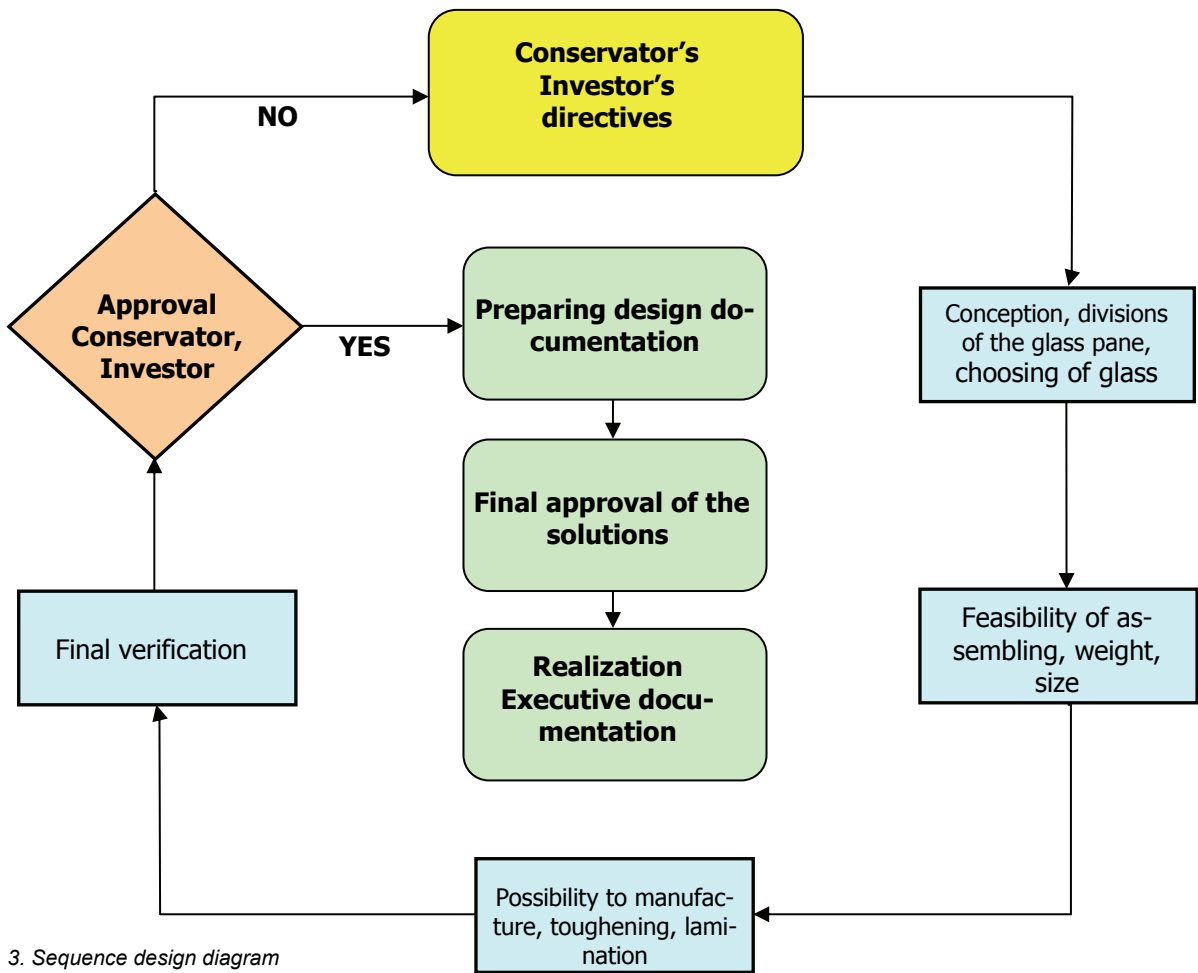 Conservator’s
Investor’s
directives
NO
Approval
Conservator,
Investor
YES
Preparing design do-
cumentation
Conception, divisions
of the glass pane,
choosing of glass
Final approval of the
solutions
Final verification
Feasibility of as-
sembling, weight,
size
Realization
Executive docu-
mentation
Possibility to manufac-
ture, toughening, lami-
nation
3. Sequence design diagram